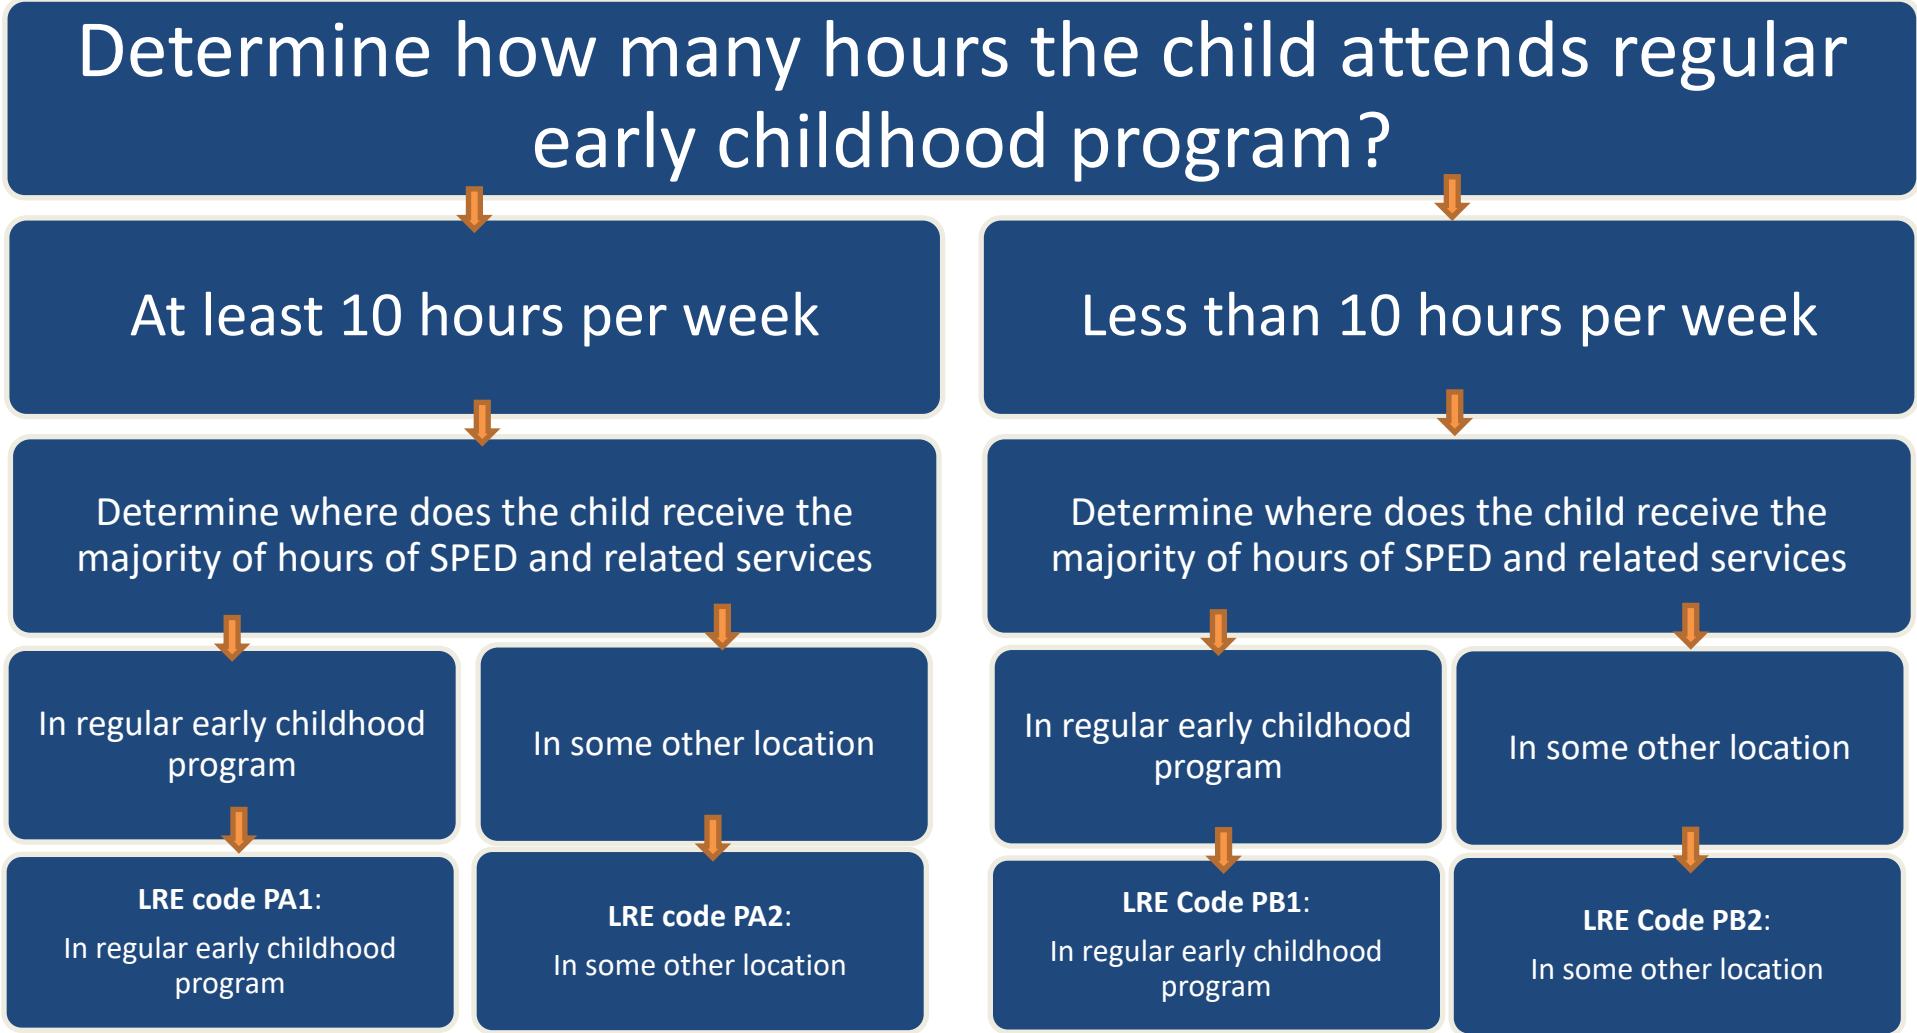 Determine how many hours the child attends regular
early childhood program?
At least 10 hours per week
Less than 10 hours per week
Determine where does the child receive the
majority of hours of SPED and related services
Determine where does the child receive the
majority of hours of SPED and related services
In regular early childhood
program
In some other location
In regular early childhood
program
In some other location
LRE code PA1:
In regular early childhood
program
LRE code PA2:
In some other location
LRE Code PB1:
In regular early childhood
program
LRE Code PB2:
In some other location